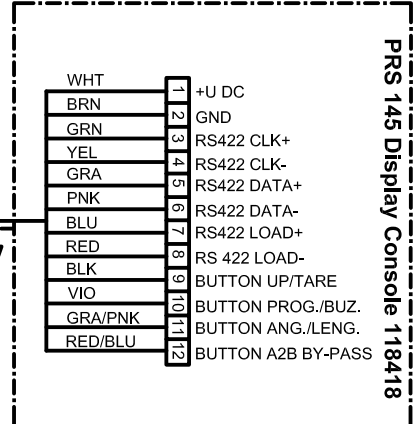 WHT 1 +U DC
BRN 2 GND
GRN 3 RS422 CLK+
YEL 4 RS422 CLK-
GRA 5 RS422 DATA+
PNK 6 RS422 DATA-
BLU 7 RS422 LOAD+
RED 8 RS 422 LOAD-
BLK 9 BUTTON UP/TARE
VIO 10 BUTTON PROG./BUZ.
GRA/PNK 11 BUTTON ANG./LENG.
RED/BLU 12 BUTTON A2B BY-PASS
PRS 145 Display Console 118418